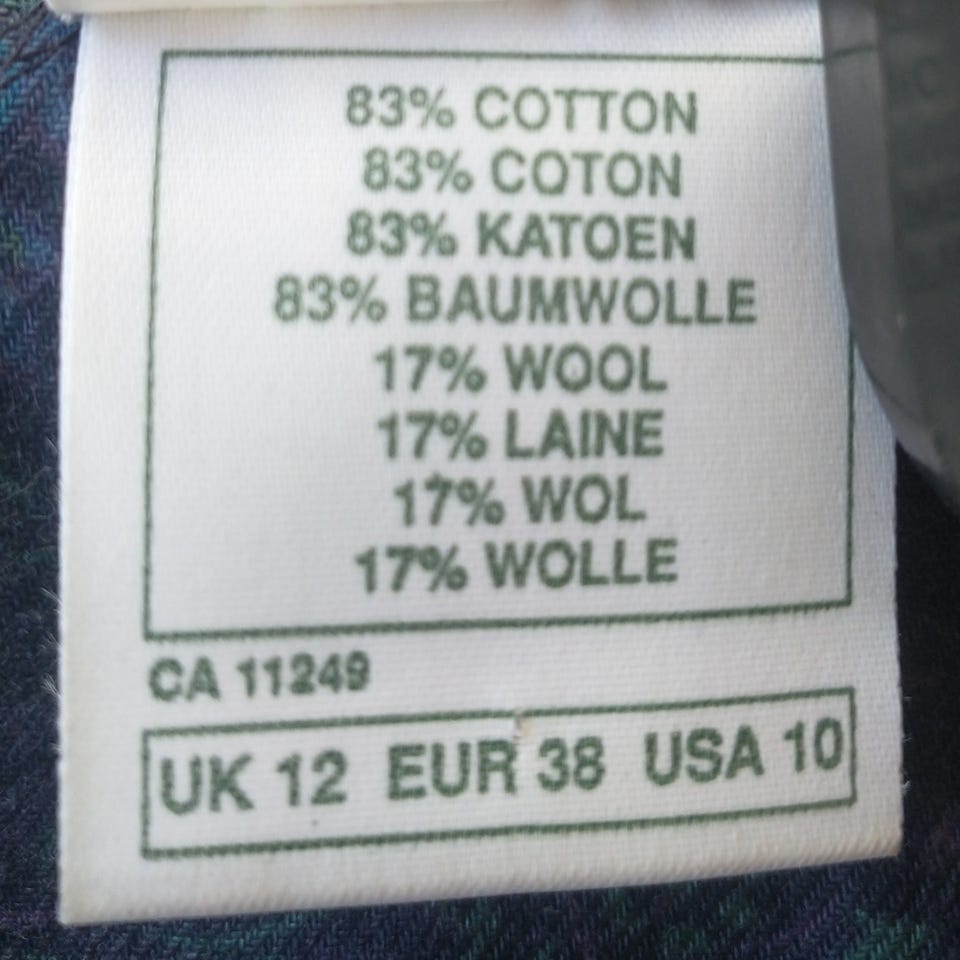 83% COTTON
83% COTON
83% KATOEN
83% BAUMWOLLE
17% WOOL
17% LAINE
17% WOL
17% WOLLE
CA 11249
UK 12 EUR 38 USA 10